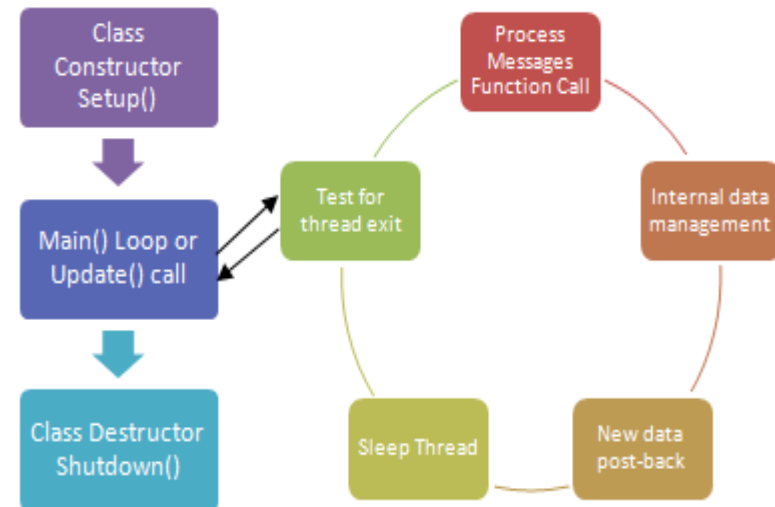 Class
Constructor
Setup()
Main() Loop or
Update() call
Class Destructor
Shutdown()
Process
Messages
Function Call
Test for
thread exit
Internal data
management
Sleep Thread
New data
post-back